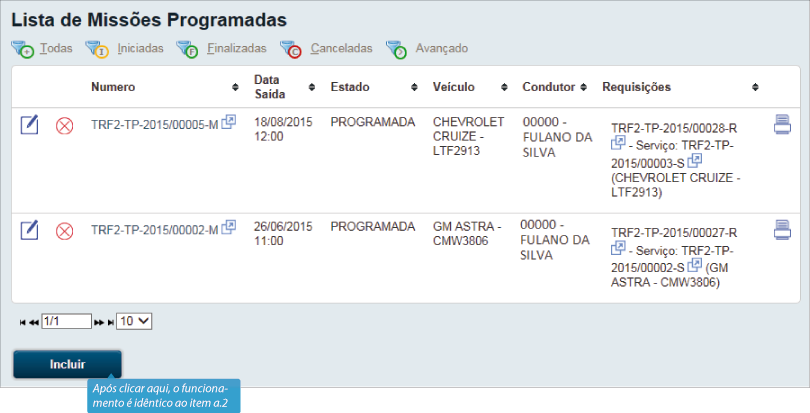 Lista de Missões Programadas
Todas Iniciadas Finalizadas Canceladas Avançado
Numero Data Saída Estado Veículo Condutor Requisições
TRF2-TP-2015/00005-M 18/08/2015 12:00 PROGRAMADA CHEVROLET CRUIZE - LTF2913 00000 - FULANO DA SILVA TRF2-TP-2015/00028-R - Serviço: TRF2-TP-2015/00003-S (CHEVROLET CRUIZE - LTF2913)
TRF2-TP-2015/00002-M 26/06/2015 11:00 PROGRAMADA GM ASTRA - CMW3806 00000 - FULANO DA SILVA TRF2-TP-2015/00027-R - Serviço: TRF2-TP-2015/00002-S (GM ASTRA - CMW3806)
1/1 10
Incluir
Após clicar aqui, o funciona-
mento é idêntico ao item a.2